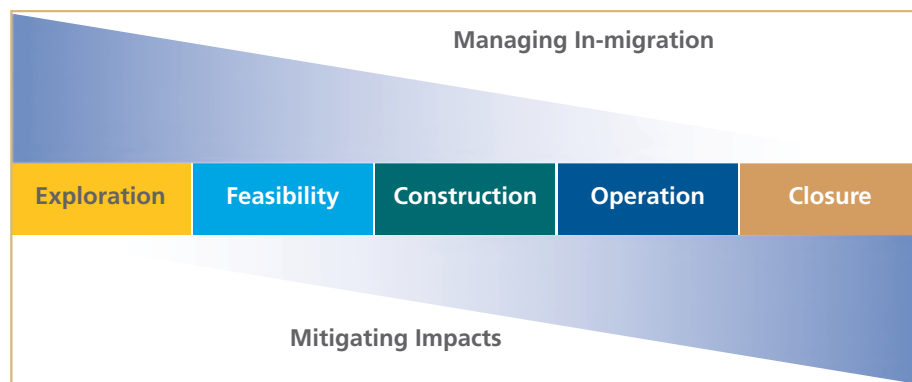 Managing In-migration
Exploration Feasibility Construction Operation Closure
Mitigating Impacts